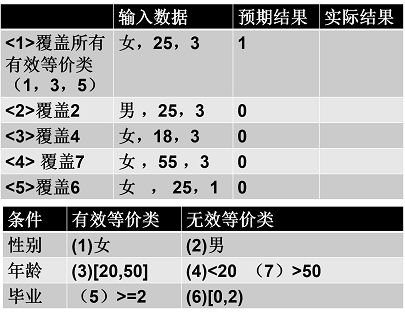 输入数据 预期结果 实际结果
<1>覆盖所有 女，25，3 1
有效等价类
（1，3，5）
<2>覆盖2 男 ，25，3 0
<3>覆盖4 女，18，3 0
<4> 覆盖7 女 ，55 ，3 0
<5>覆盖6 女 ，25，1 0
条件 有效等价类 无效等价类
性别 (1)女 (2)男
年龄 (3)[20,50] (4)<20 （7）>50
毕业 （5）>=2 (6)[0,2)